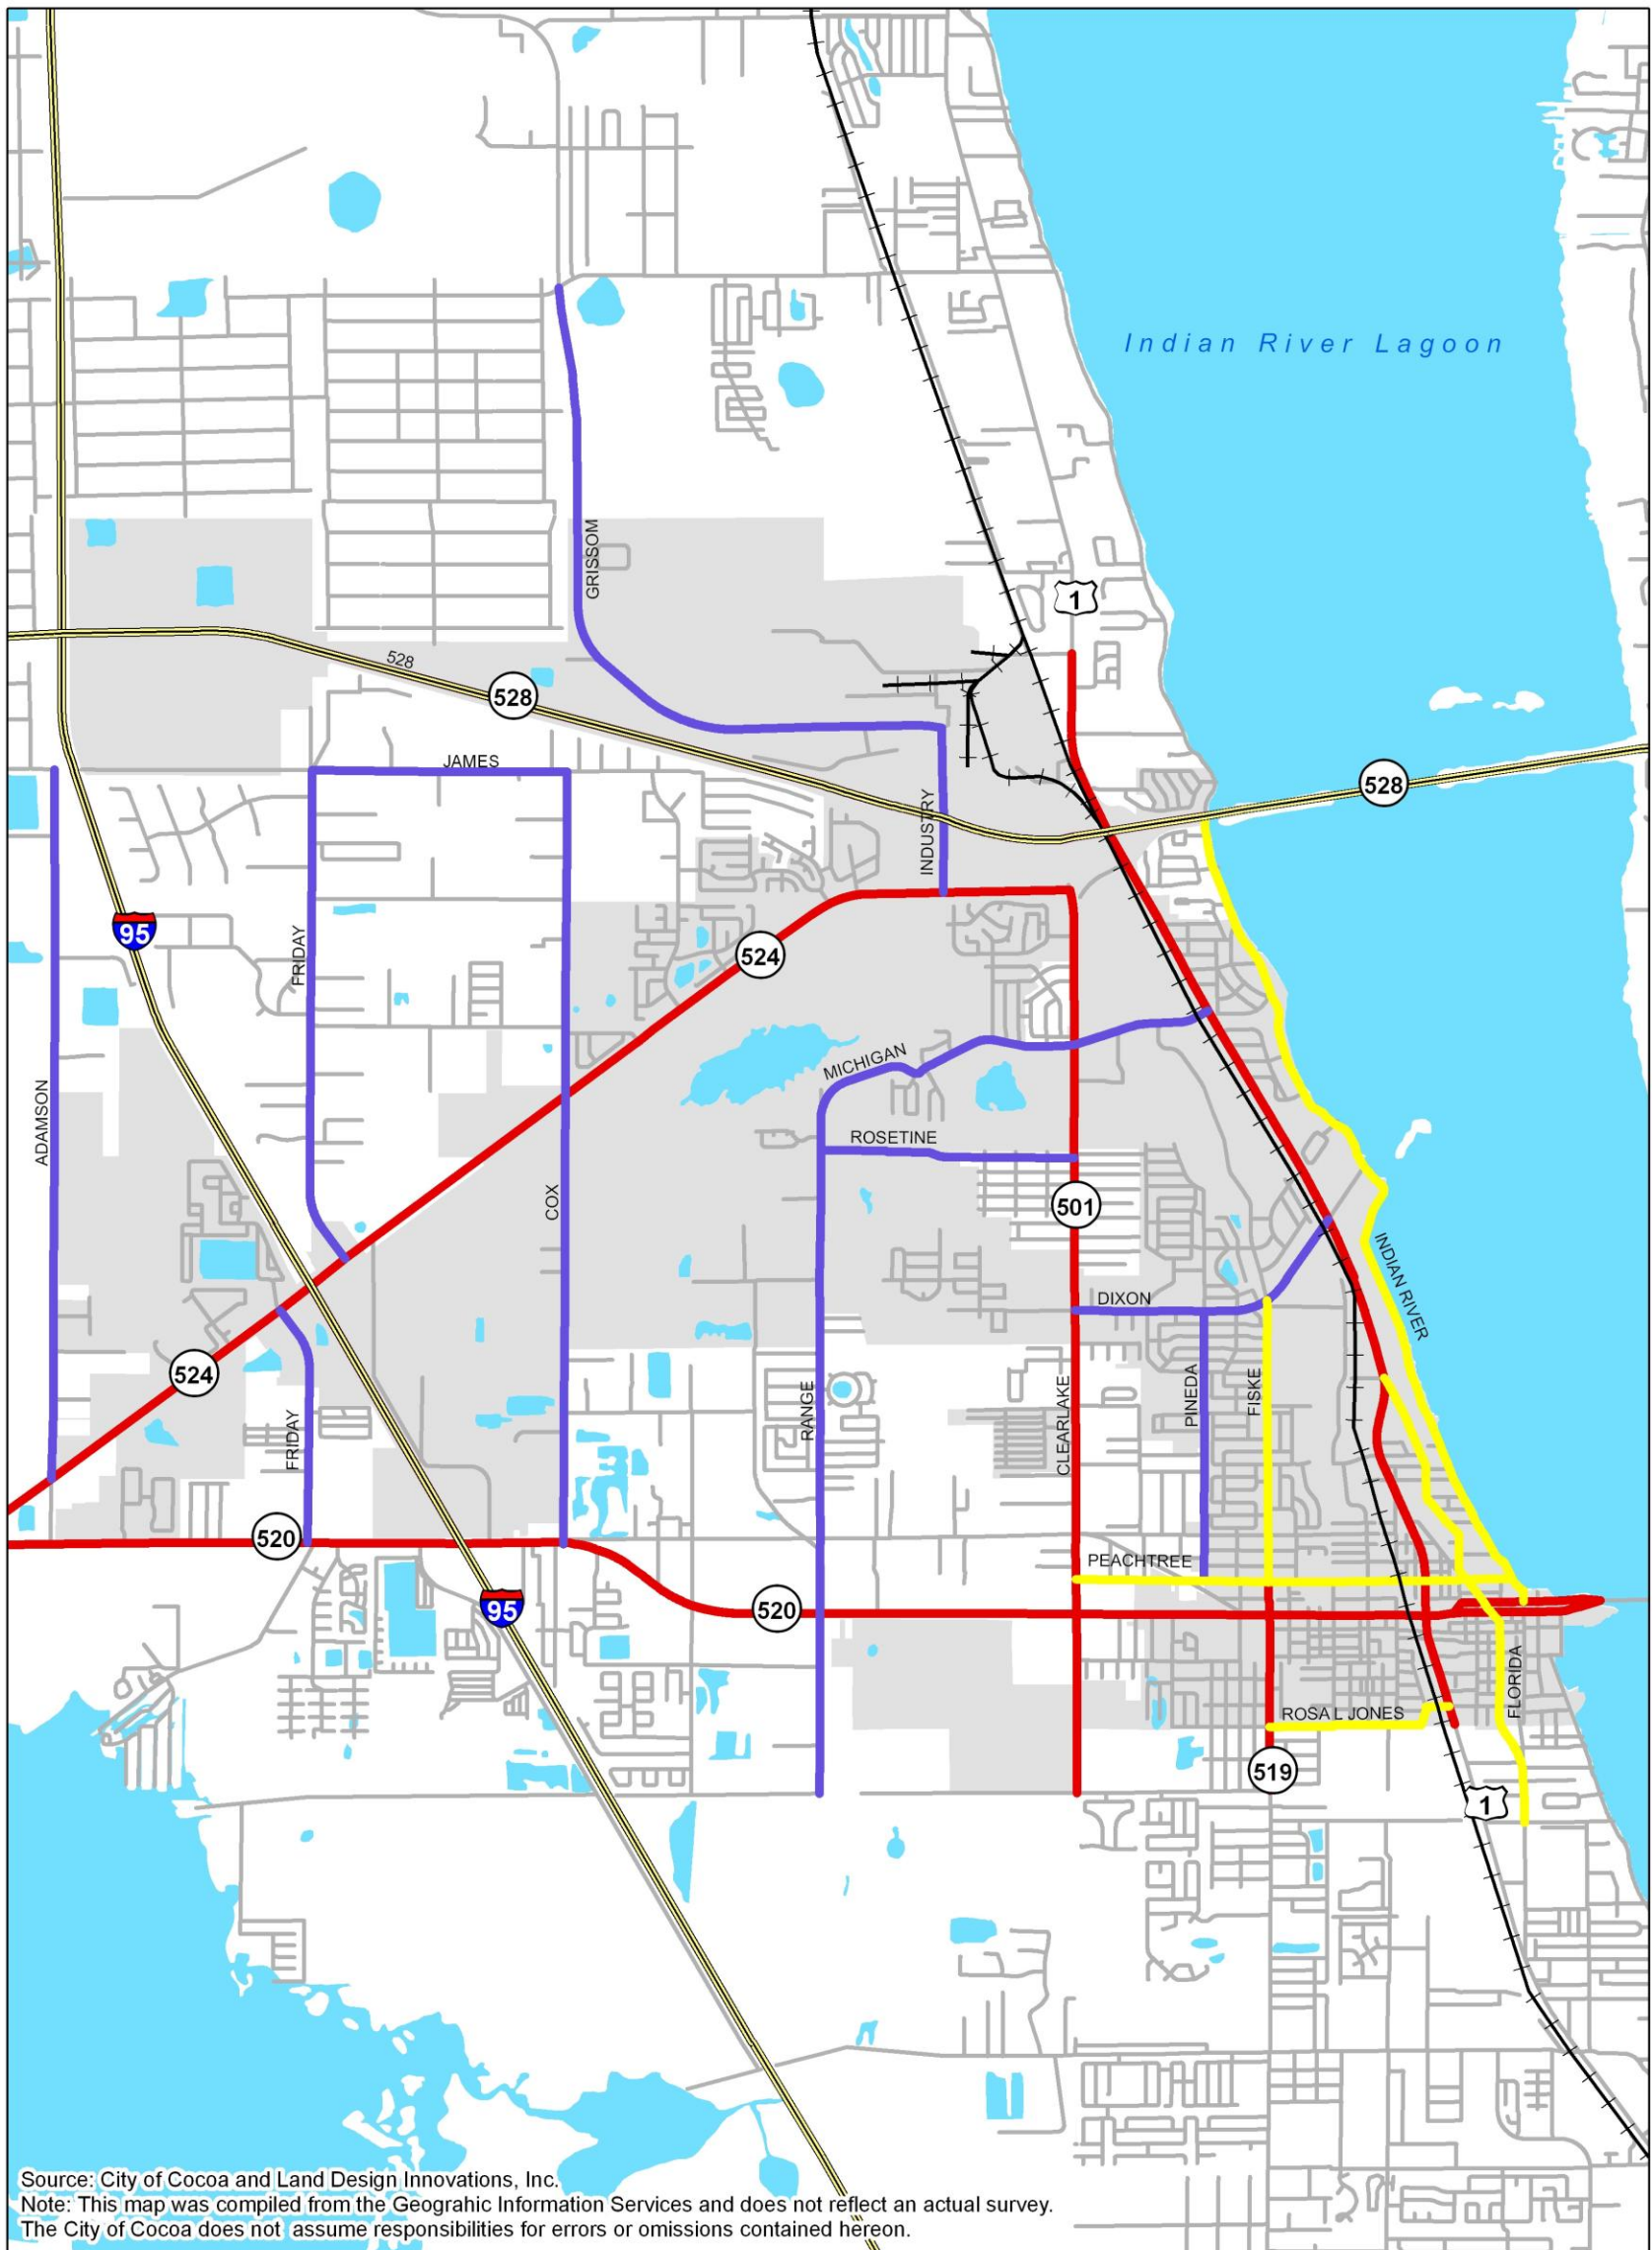 Indian River Lagoon
GRISSOM
1
528
528
JAMES
528
INDUSTRY
95
FRIDAY
524
MICHIGAN
ADAMSON
ROSETINE
COX
501
INDIAN RIVER
DIXON
524
PINEDA
FISKE
RANGE
CLEARLAKE
FRIDAY
520
PEACHTREE
95
520
FLORIDA
ROSA L JONES
519
1
Source: City of Cocoa and Land Design Innovations, Inc.
Note: This map was compiled from the Geograhic Information Services and does not reflect an actual survey.
The City of Cocoa does not assume responsibilities for errors or omissions contained hereon.